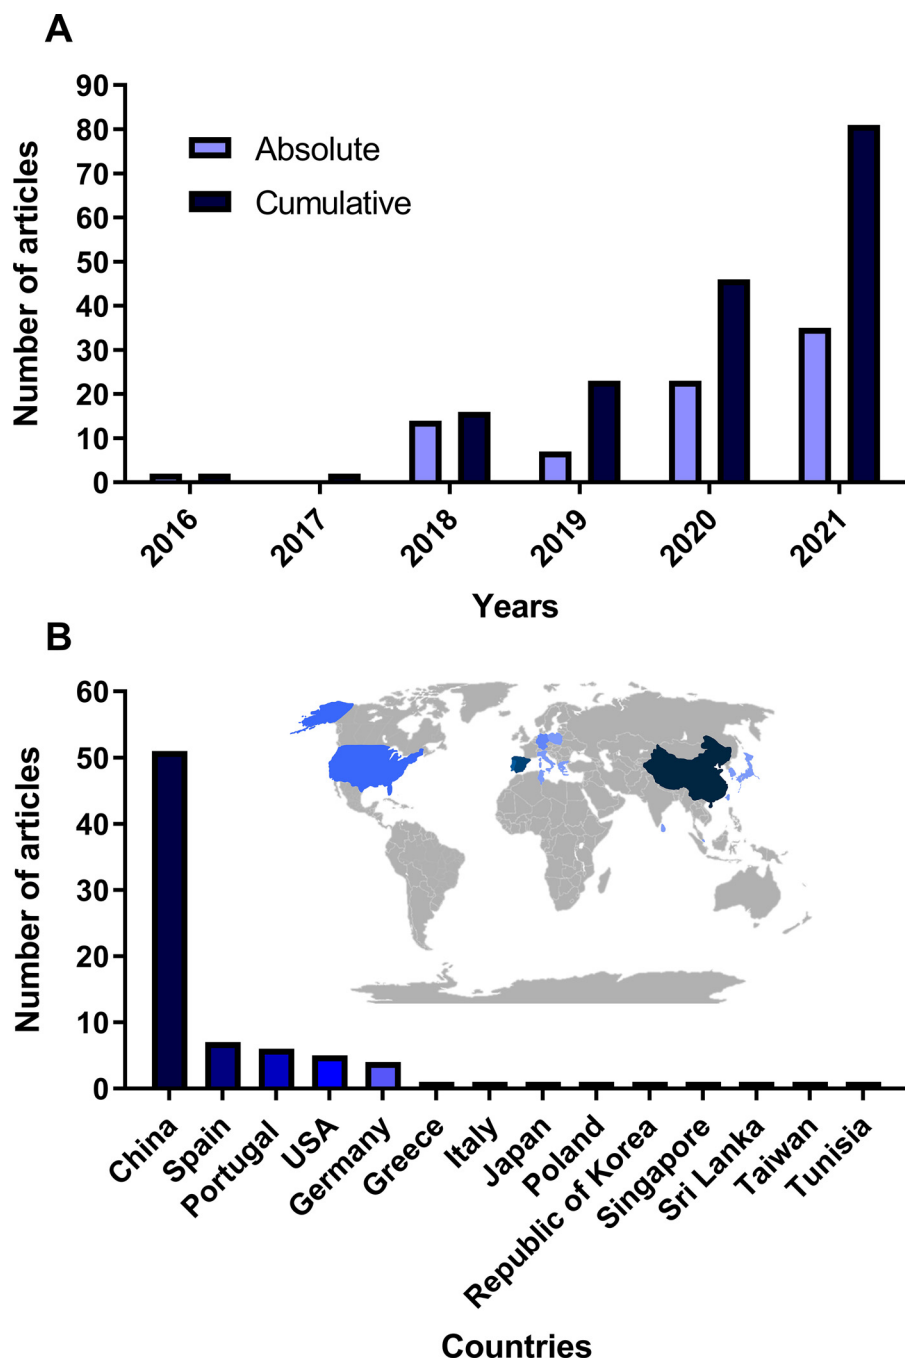 A
90
80
70
60
50
40
30
20
10
0
Number of articles
Absolute
Cumulative
2016
2017
2018
2019
2020
2021
Years
B
60
50
40
30
20
10
0
Number of articles
China
Spain
Portugal
USA
Germany
Greece
Italy
Japan
Poland
Republic of Korea
Singapore
Sri Lanka
Taiwan
Tunisia
Countries